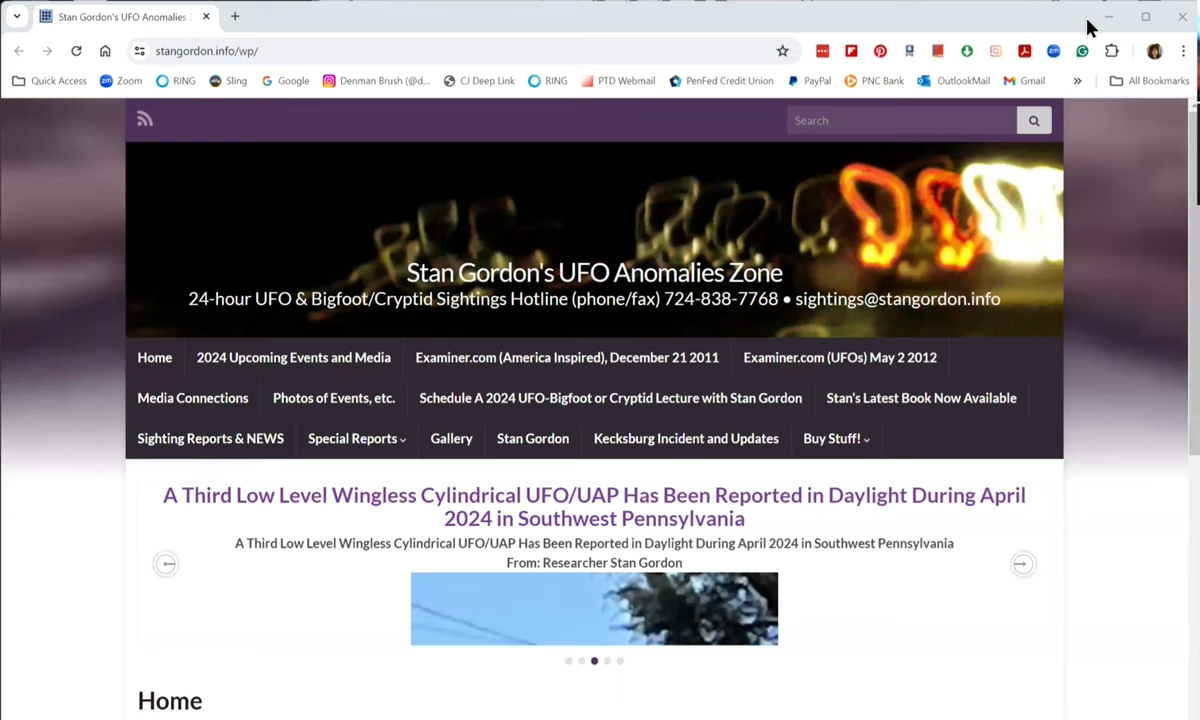 Stan Gordon's UFO Anomalies
stangordon.info/wp/
Quick Access Zoom RING Sling Google Denman Brush (@d... CJ Deep Link RING PTD Webmail PenFed Credit Union PayPal PNC Bank OutlookMail Gmail » All Bookmarks
Search
Stan Gordon's UFO Anomalies Zone
24-hour UFO & Bigfoot/Cryptid Sightings Hotline (phone/fax) 724-838-7768 • sightings@stangordon.info
Home 2024 Upcoming Events and Media Examiner.com (America Inspired), December 21 2011 Examiner.com (UFOs) May 2 2012
Media Connections Photos of Events, etc. Schedule A 2024 UFO-Bigfoot or Cryptid Lecture with Stan Gordon Stan's Latest Book Now Available
Sighting Reports & NEWS Special Reports Gallery Stan Gordon Kecksburg Incident and Updates Buy Stuff!
A Third Low Level Wingless Cylindrical UFO/UAP Has Been Reported in Daylight During April
2024 in Southwest Pennsylvania
A Third Low Level Wingless Cylindrical UFO/UAP Has Been Reported in Daylight During April 2024 in Southwest Pennsylvania
From: Researcher Stan Gordon
Home